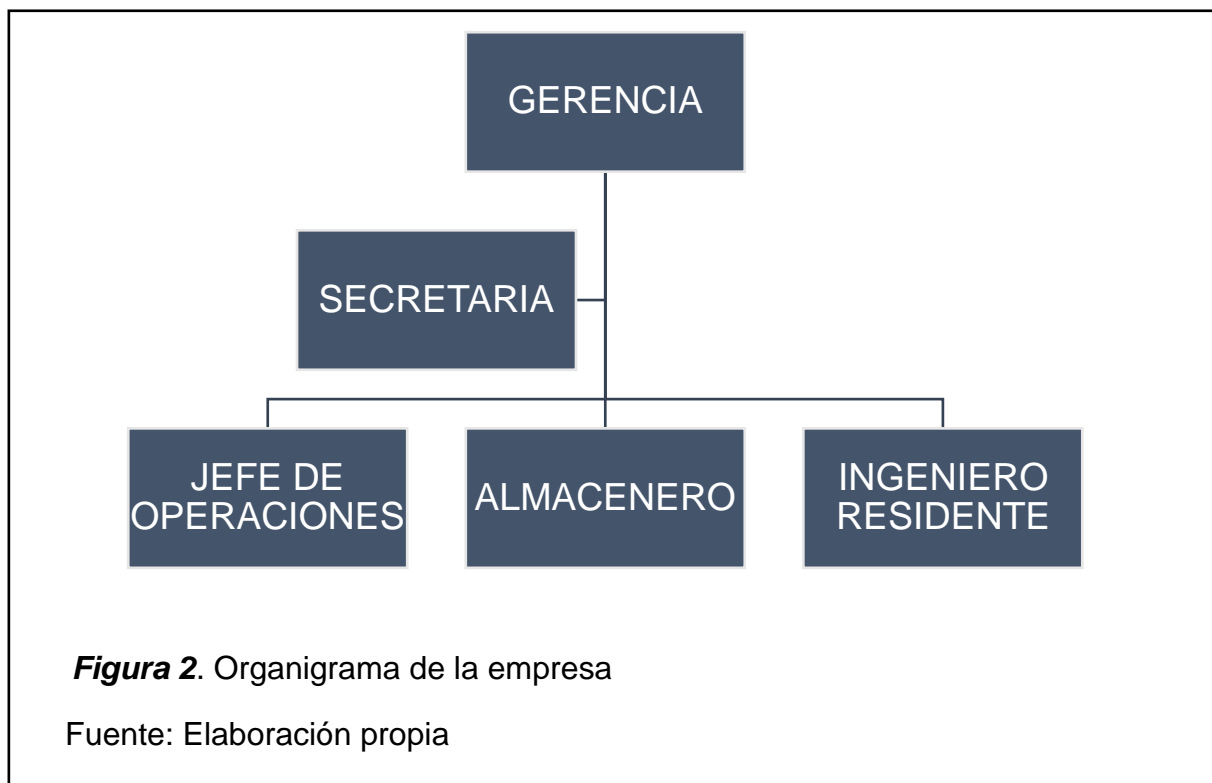 GERENCIA
SECRETARIA
JEFE DE
OPERACIONES
ALMACENERO
INGENIERO
RESIDENTE
Figura 2. Organigrama de la empresa
Fuente: Elaboración propia